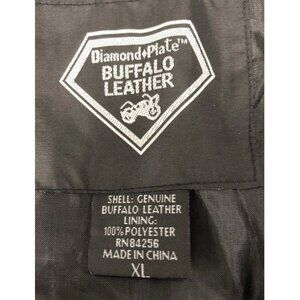 Diamond♦Plate™
BUFFALO
LEATHER
SHELL: GENUINE
BUFFALO LEATHER
LINING:
100% POLYESTER
RN84256
MADE IN CHINA
XL